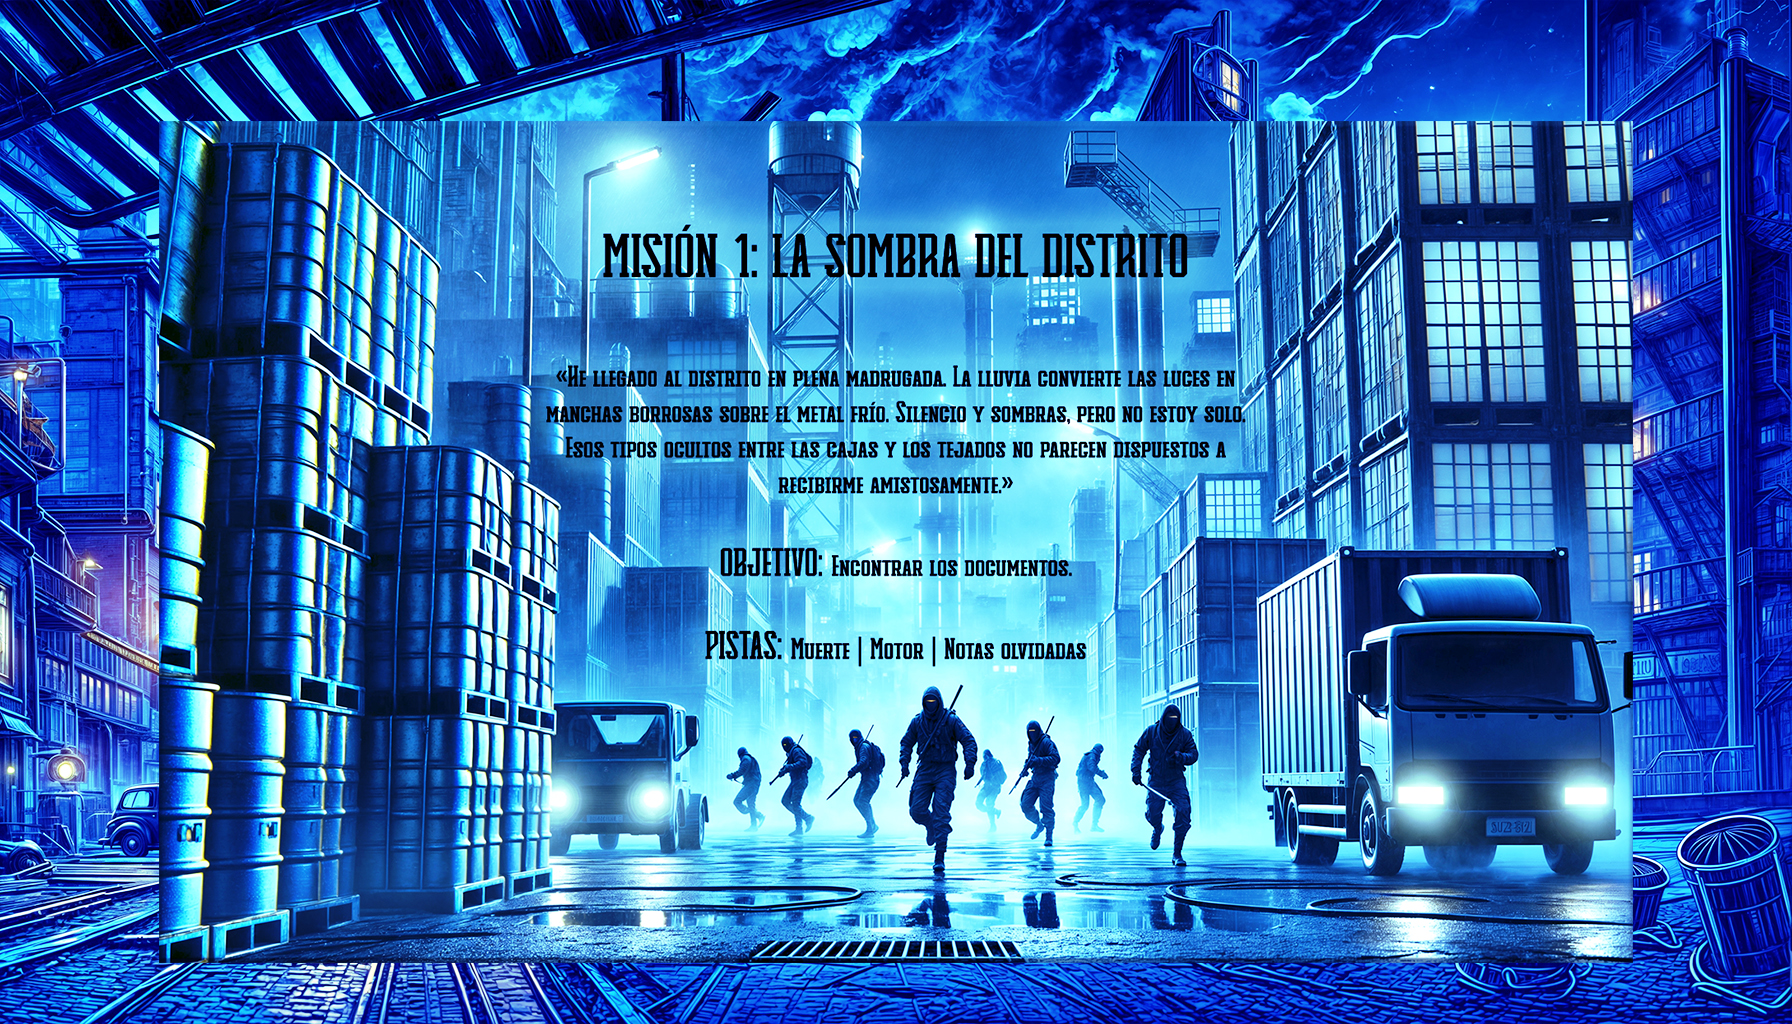 MISIÓN 1: LA SOMBRA DEL DISTRITO
«He llegado al distrito en plena madrugada. La lluvia convierte las luces en
manchas borrosas sobre el metal frío. Silencio y sombras, pero no estoy solo.
Esos tipos ocultos entre las cajas y los tejados no parecen dispuestos a
recibirme amistosamente.»
OBJETIVO: Encontrar los documentos.
PISTAS: Muerte | Motor | Notas olvidadas